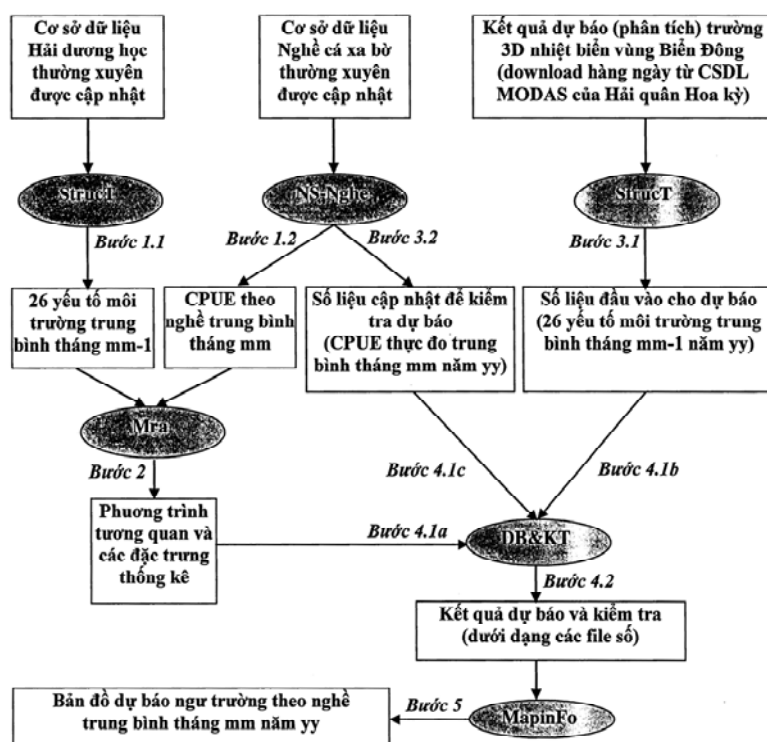 Cơ sở dữ liệu
Hải dương học
thường xuyên
được cập nhật
Cơ sở dữ liệu
Nghề cá xa bờ
thường xuyên
được cập nhật
Kết quả dự báo (phân tích) trường
3D nhiệt biển vùng Biển Đông
(download hàng ngày từ CSDL
MODAS của Hải quân Hoa kỳ)
StrucT
NS-Nghe
StrucT
Bước 1.1
Bước 1.2
Bước 3.2
Bước 3.1
26 yếu tố môi
trường trung
bình tháng mm-1
CPUE theo
nghề trung bình
tháng mm
Số liệu cập nhật để kiểm
tra dự báo
(CPUE thực đo trung
bình tháng mm năm yy)
Số liệu đầu vào cho dự báo
(26 yếu tố môi trường trung
bình tháng mm-1 năm yy)
Mra
Bước 2
Bước 4.1c
Bước 4.1b
Phương trình
tương quan và
các đặc trưng
thống kê
Bước 4.1a
DB&KT
Bước 4.2
Kết quả dự báo và kiểm tra
(dưới dạng các file số)
Bản đồ dự báo ngư trường theo nghề
trung bình tháng mm năm yy
Bước 5
MapinFo